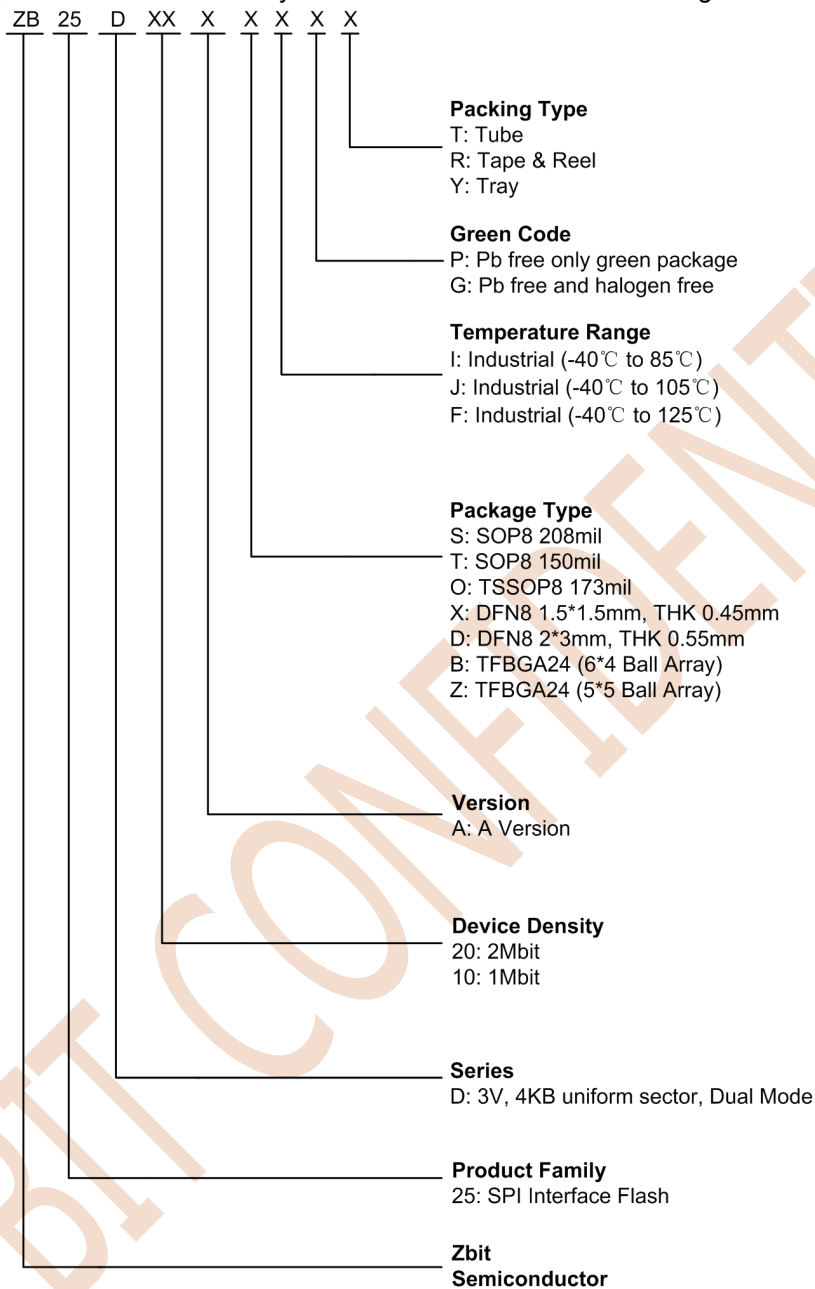 ZB 25 D XX X X X X X
Packing Type
T: Tube
R: Tape & Reel
Y: Tray
Green Code
P: Pb free only green package
G: Pb free and halogen free
Temperature Range
I: Industrial (-40℃ to 85℃)
J: Industrial (-40℃ to 105℃)
F: Industrial (-40℃ to 125℃)
Package Type
S: SOP8 208mil
T: SOP8 150mil
O: TSSOP8 173mil
X: DFN8 1.5*1.5mm, THK 0.45mm
D: DFN8 2*3mm, THK 0.55mm
B: TFBGA24 (6*4 Ball Array)
Z: TFBGA24 (5*5 Ball Array)
Version
A: A Version
Device Density
20: 2Mbit
10: 1Mbit
Series
D: 3V, 4KB uniform sector, Dual Mode
Product Family
25: SPI Interface Flash
Zbit
Semiconductor
BIT CONFIDENT